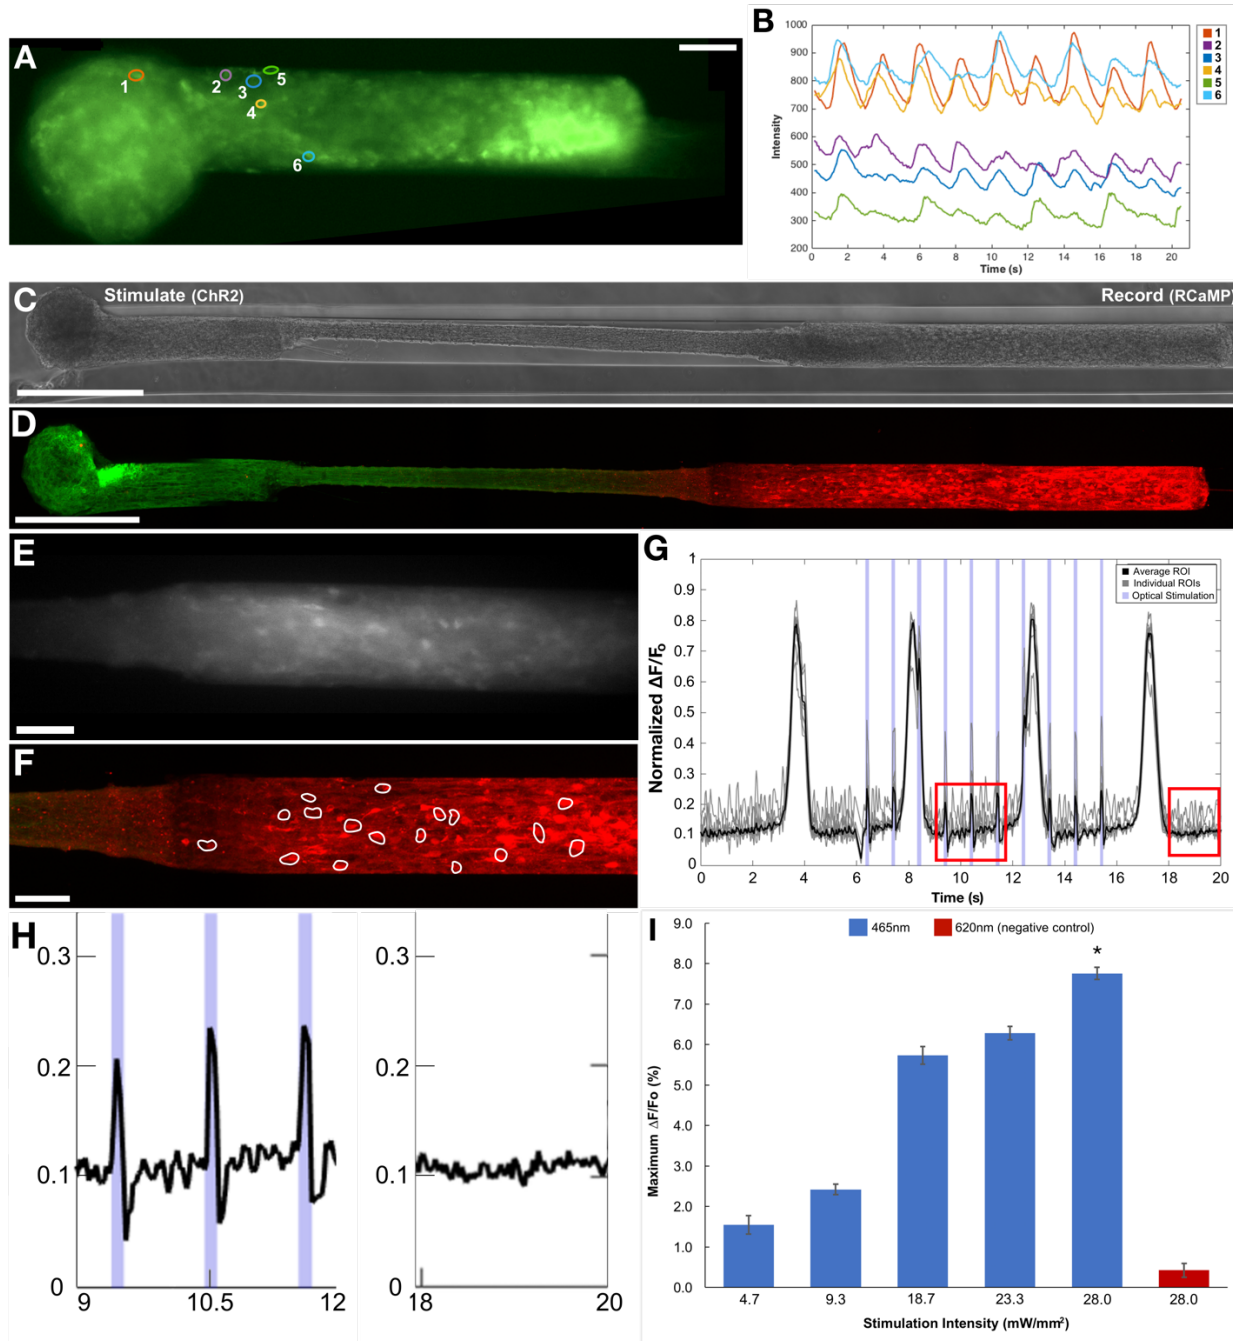 A
1
2
3
4
5
6
B
1000
900
800
700
600
500
400
300
200
Intensity
0 2 4 6 8 10 12 14 16 18 20
Time (s)
1
2
3
4
5
6
C
Stimulate (ChR2)
Record (RCaMP)
D
E
F
G
1
0.9
0.8
0.7
0.6
0.5
0.4
0.3
0.2
0.1
0
Normalized ΔF/F₀
Average ROI
Individual ROIs
Optical Stimulation
0 2 4 6 8 10 12 14 16 18 20
Time (s)
H
0.3
0.2
0.1
0
9 10.5 12
0.3
0.2
0.1
0
18 20
I
465nm
620nm (negative control)
9.0
8.0
7.0
6.0
5.0
4.0
3.0
2.0
1.0
0.0
Maximum ΔF/Fo (%)
*
4.7 9.3 18.7 23.3 28.0 28.0
Stimulation Intensity (mW/mm²)